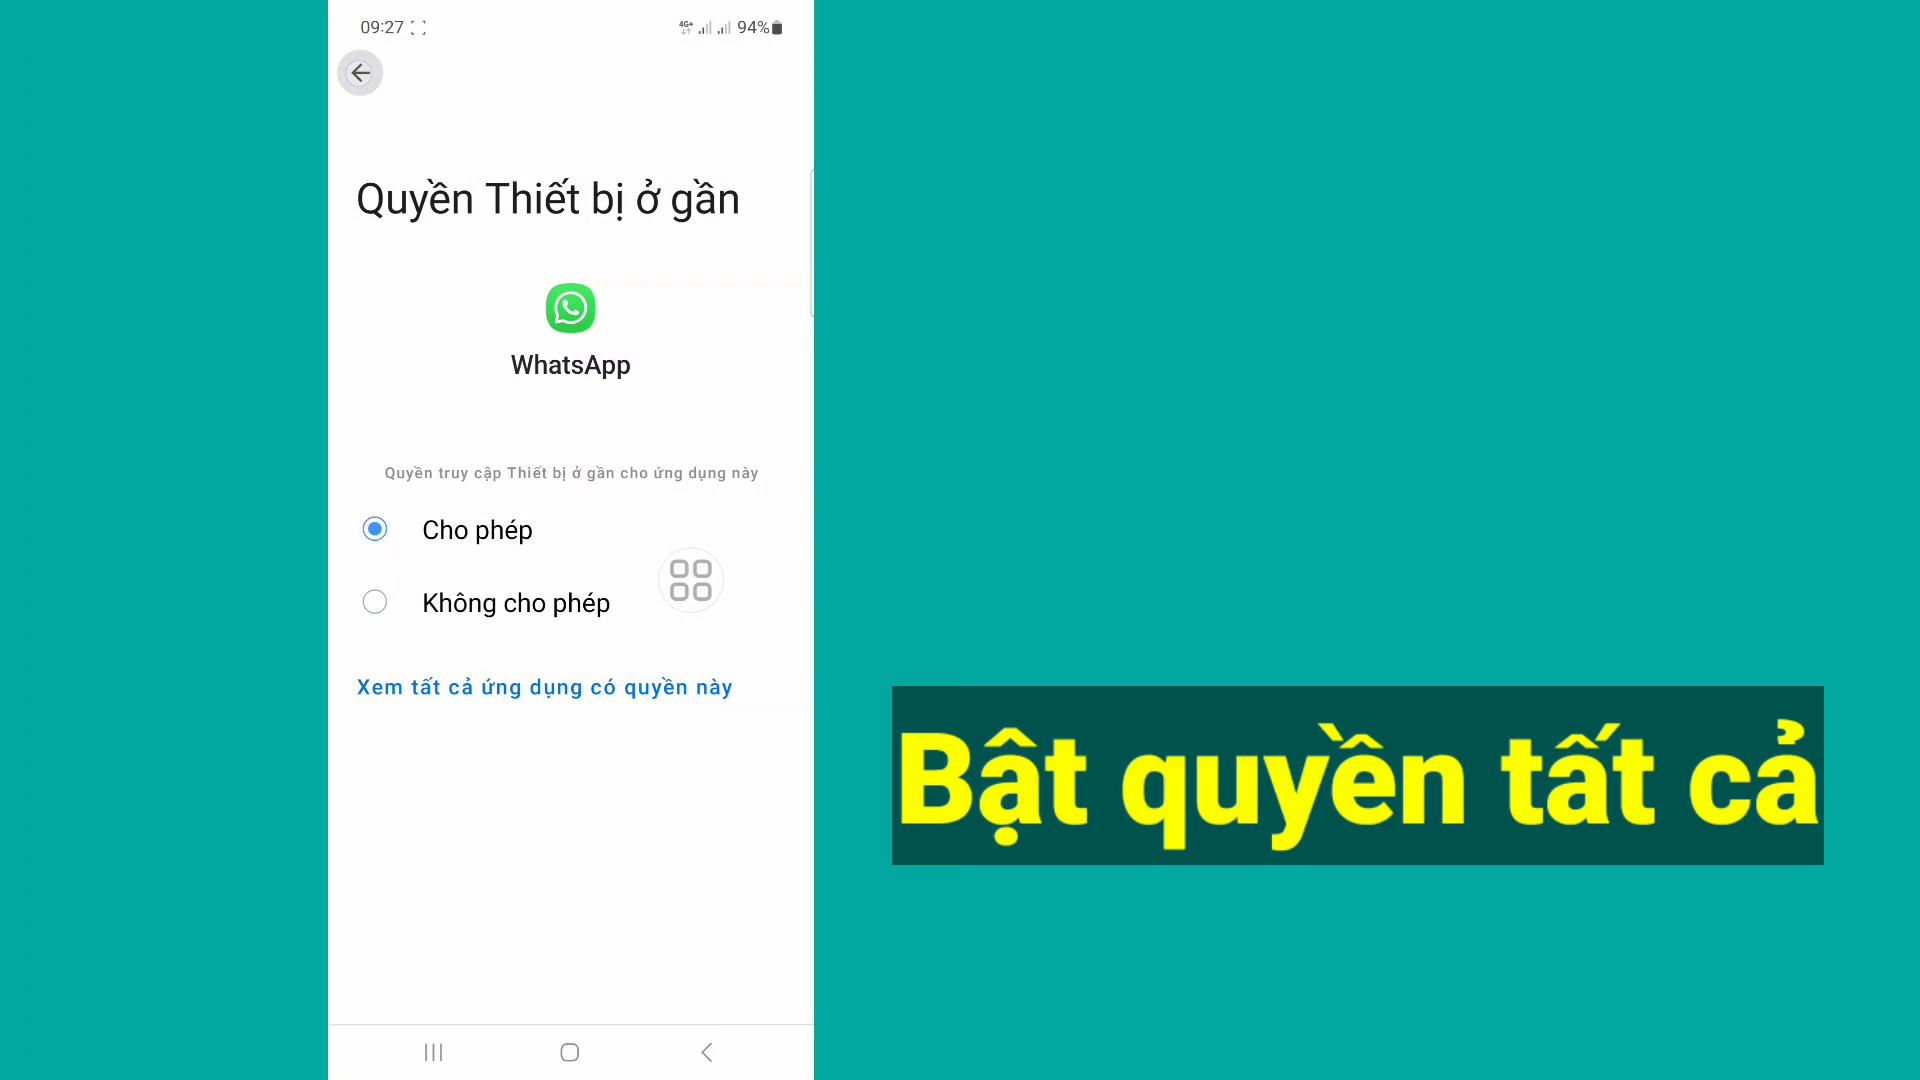 09:27
4G+ 94%
Quyền Thiết bị ở gần
WhatsApp
Quyền truy cập Thiết bị ở gần cho ứng dụng này
Cho phép
Không cho phép
Xem tất cả ứng dụng có quyền này
Bật quyền tất cả